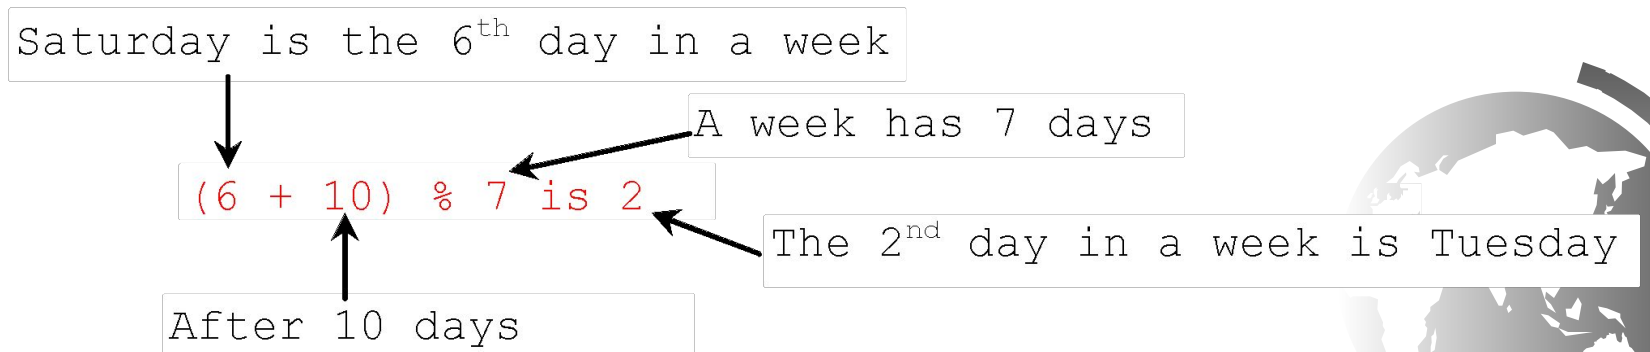 Saturday is the 6th day in a week
A week has 7 days
(6 + 10) % 7 is 2
The 2nd day in a week is Tuesday
After 10 days